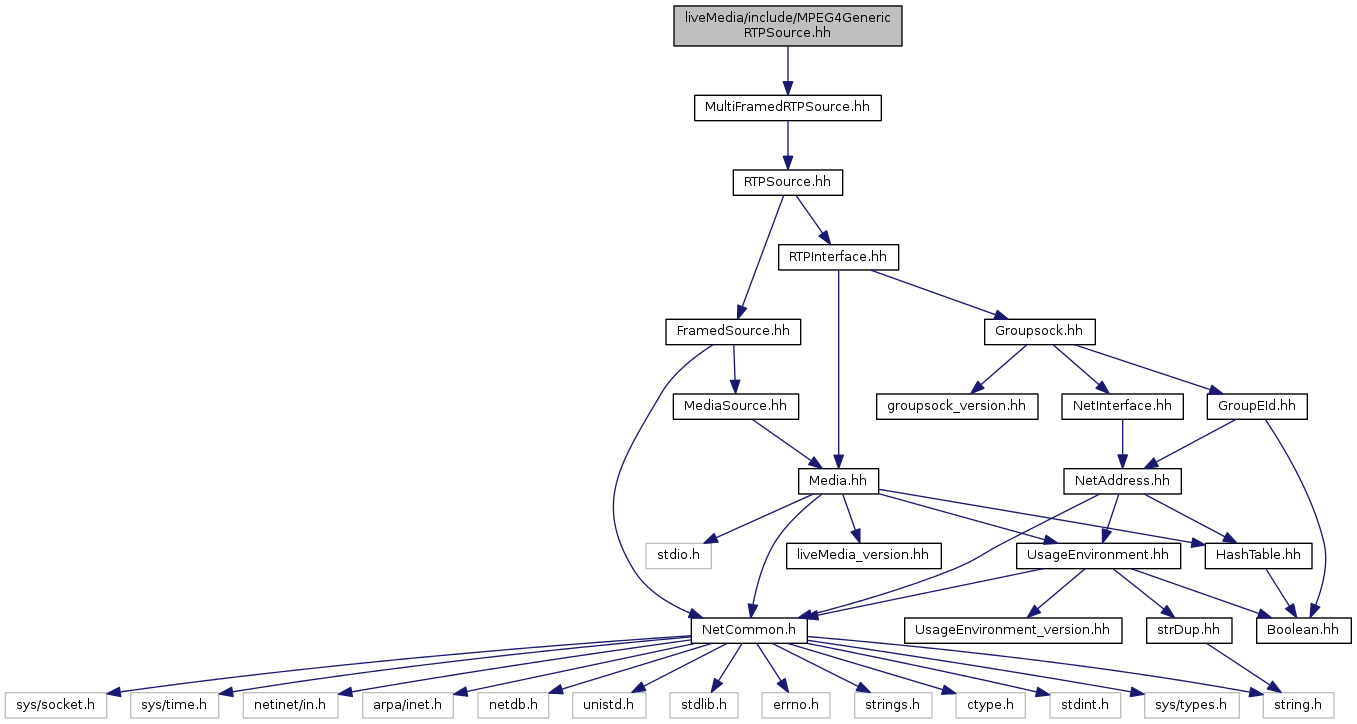 liveMedia/include/MPEG4Generic
RTPSource.hh
MultiFramedRTPSource.hh
RTPSource.hh
RTPInterface.hh
FramedSource.hh
Groupsock.hh
MediaSource.hh
groupsock_version.hh
NetInterface.hh
GroupEId.hh
Media.hh
NetAddress.hh
stdio.h
liveMedia_version.hh
UsageEnvironment.hh
HashTable.hh
NetCommon.h
UsageEnvironment_version.hh
strDup.hh
Boolean.hh
sys/socket.h
sys/time.h
netinet/in.h
arpa/inet.h
netdb.h
unistd.h
stdlib.h
errno.h
strings.h
ctype.h
stdint.h
sys/types.h
string.h